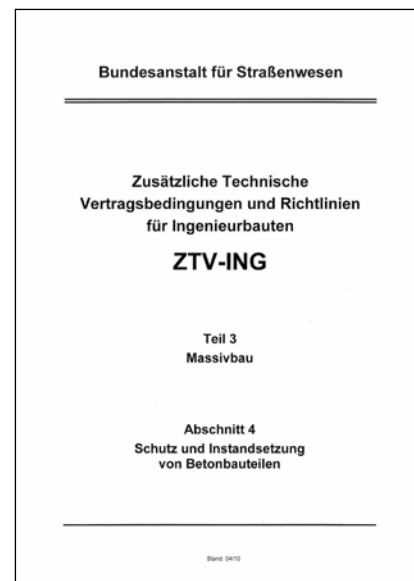 Bundesanstalt für Straßenwesen
Zusätzliche Technische
Vertragsbedingungen und Richtlinien
für Ingenieurbauten
ZTV-ING
Teil 3
Massivbau
Abschnitt 4
Schutz und Instandsetzung
von Betonbauteilen
Stand: 04/10